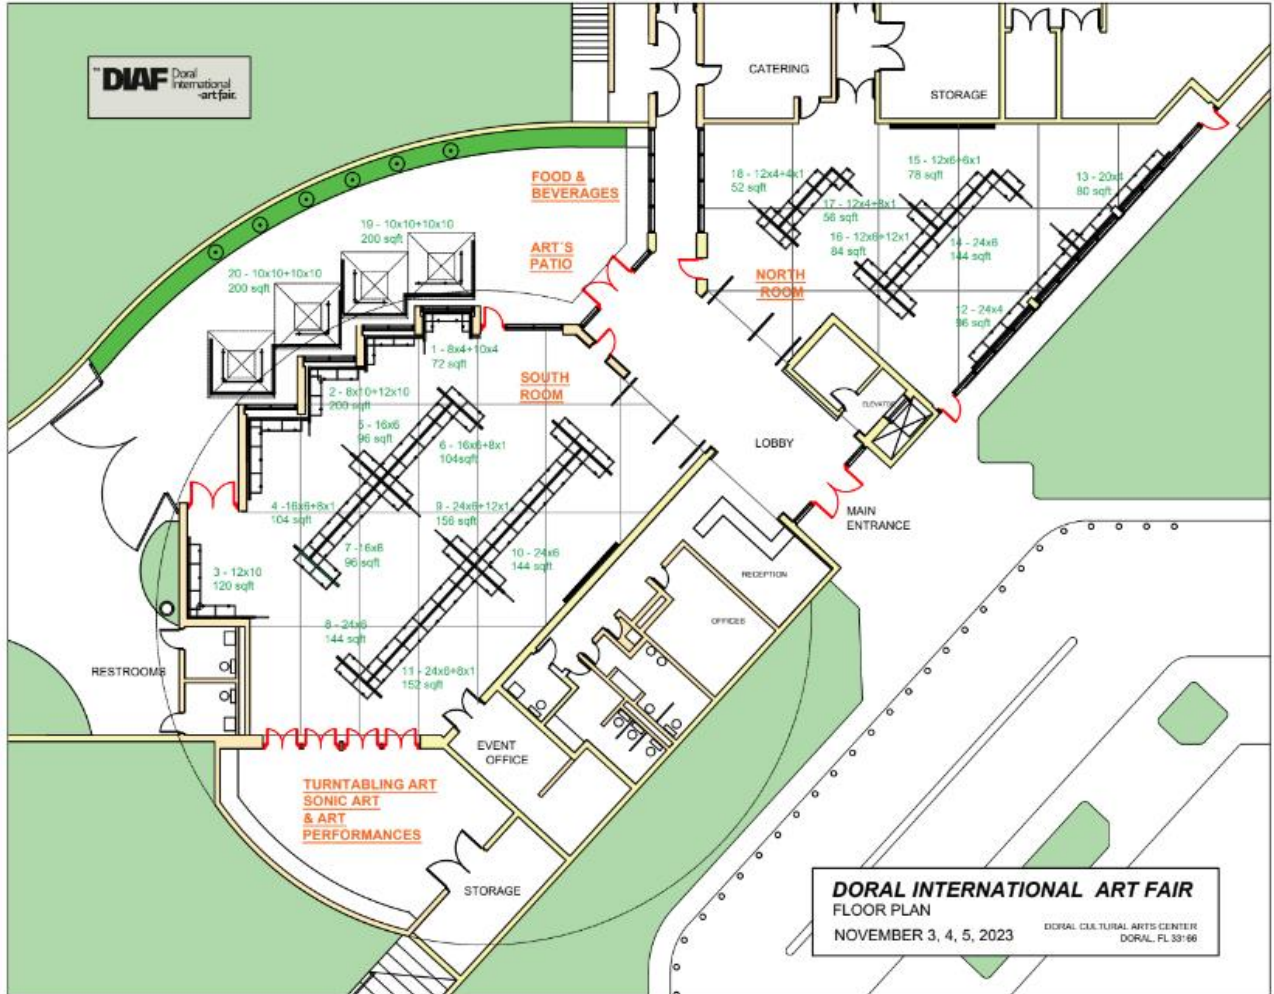 DIAF Doral
International
-art fair.
CATERING
STORAGE
FOOD &
BEVERAGES
ART´S
PATIO
18 - 12x4+4x1
52 sqft
15 - 12x6+6x1
78 sqft
13 - 20x4
80 sqft
17 - 12x4+8x1
56 sqft
16 - 12x6+12x1
84 sqft
14 - 24x6
144 sqft
12 - 24x4
96 sqft
NORTH
ROOM
19 - 10x10+10x10
200 sqft
20 - 10x10+10x10
200 sqft
1 - 8x4+10x4
72 sqft
SOUTH
ROOM
2 - 8x10+12x10
200 sqft
5 - 16x6
96 sqft
6 - 16x6+8x1
104sqft
ELEVATOR
LOBBY
4 -16x6+8x1
104 sqft
9 - 24x6+12x1
156 sqft
MAIN
ENTRANCE
7 -16x6
96 sqft
10 - 24x6
144 sqft
3 - 12x10
120 sqft
RECEPTION
OFFICES
8 - 24x6
144 sqft
11 - 24x6+8x1
152 sqft
RESTROOMS
EVENT
OFFICE
TURNTABLING ART
SONIC ART
& ART
PERFORMANCES
STORAGE
DORAL INTERNATIONAL ART FAIR
FLOOR PLAN
NOVEMBER 3, 4, 5, 2023
DORAL CULTURAL ARTS CENTER
DORAL, FL 33166